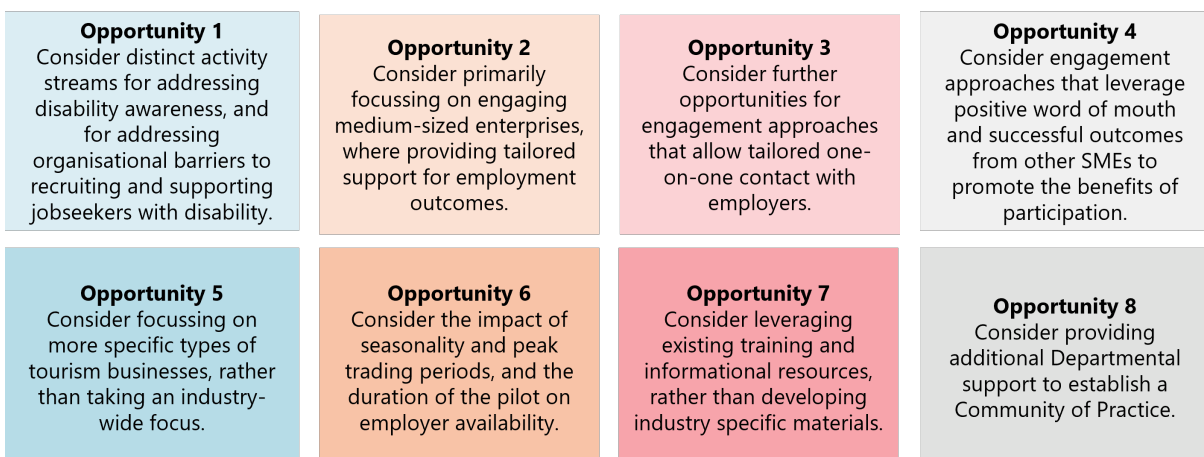 Opportunity 1
Consider distinct activity
streams for addressing
disability awareness, and
for addressing
organisational barriers to
recruiting and supporting
jobseekers with disability.
Opportunity 2
Consider primarily
focussing on engaging
medium-sized enterprises,
where providing tailored
support for employment
outcomes.
Opportunity 3
Consider further
opportunities for
engagement approaches
that allow tailored one-
on-one contact with
employers.
Opportunity 4
Consider engagement
approaches that leverage
positive word of mouth
and successful outcomes
from other SMEs to
promote the benefits of
participation.
Opportunity 5
Consider focussing on
more specific types of
tourism businesses, rather
than taking an industry-
wide focus.
Opportunity 6
Consider the impact of
seasonality and peak
trading periods, and the
duration of the pilot on
employer availability.
Opportunity 7
Consider leveraging
existing training and
informational resources,
rather than developing
industry specific materials.
Opportunity 8
Consider providing
additional Departmental
support to establish a
Community of Practice.